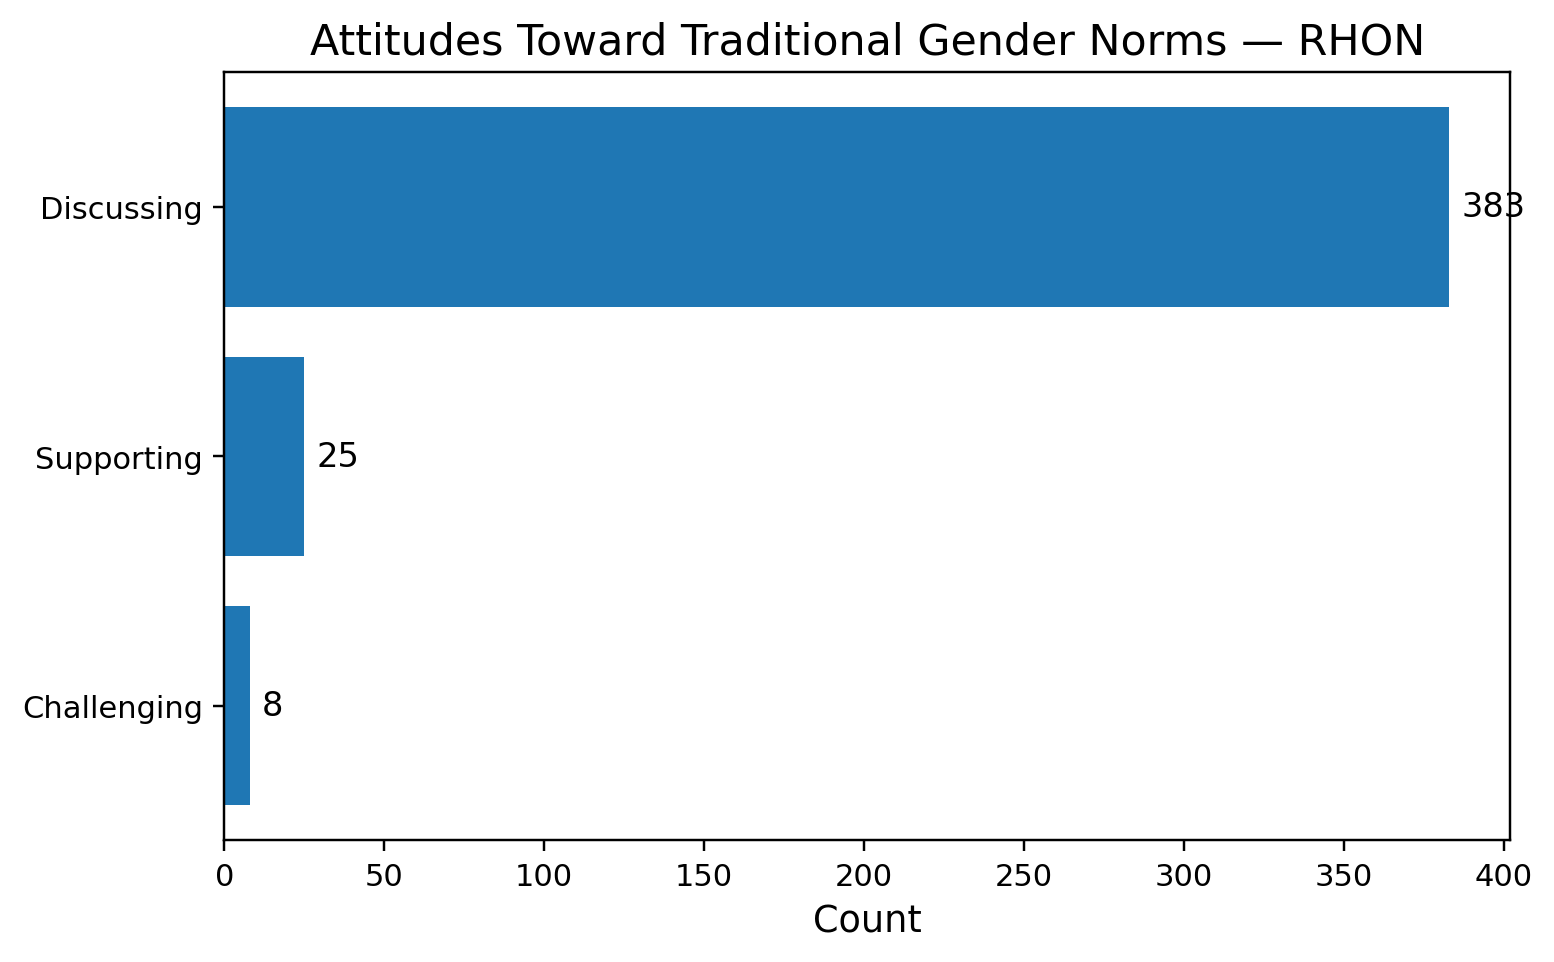 Attitudes Toward Traditional Gender Norms — RHON
Discussing
383
Supporting
25
Challenging
8
0 50 100 150 200 250 300 350 400
Count